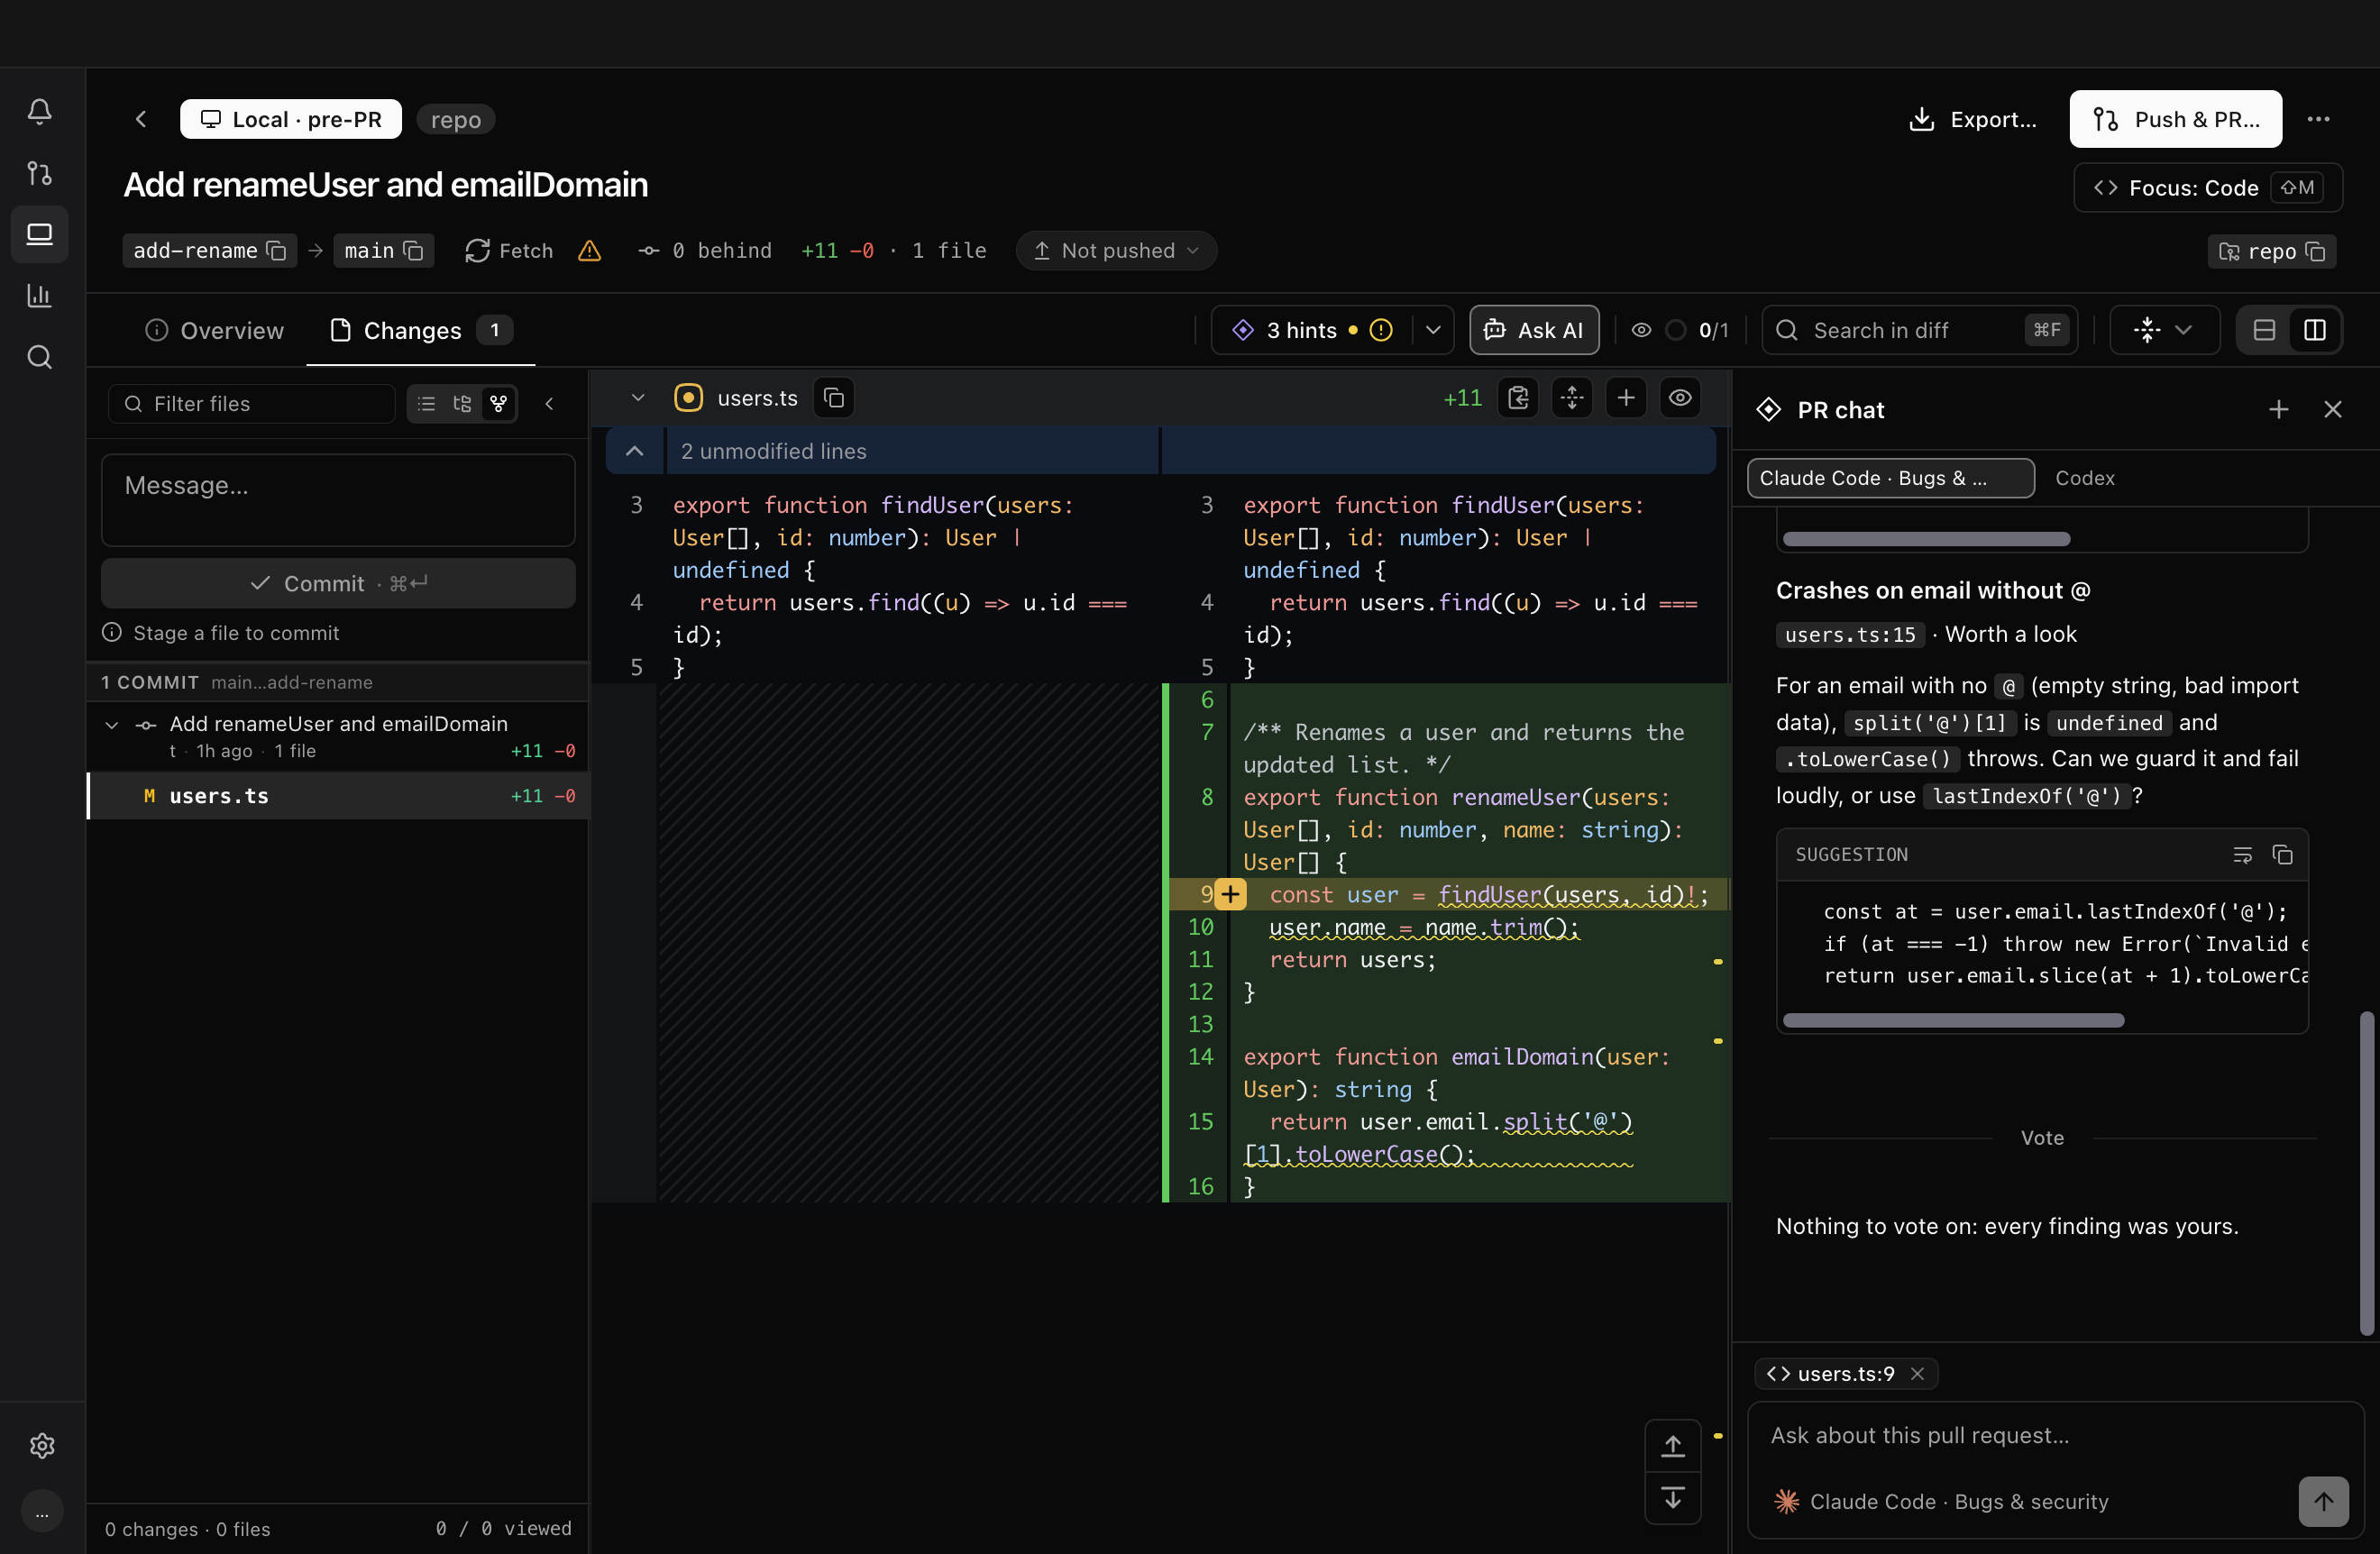 Local · pre-PR
repo
Export...
Push & PR...
Add renameUser and emailDomain
Focus: Code
⇧M
add-rename → main
Fetch
0 behind
+11 −0 · 1 file
Not pushed
repo
Overview
Changes 1
3 hints
Ask AI
0/1
Search in diff
⌘F
Filter files
Message...
Commit · ⌘↵
Stage a file to commit
1 COMMIT main...add-rename
Add renameUser and emailDomain
t · 1h ago · 1 file +11 −0
M users.ts +11 −0
0 changes · 0 files
0 / 0 viewed
users.ts
+11
2 unmodified lines
3 export function findUser(users:
User[], id: number): User |
undefined {
4 return users.find((u) => u.id ===
id);
5 }
3 export function findUser(users:
User[], id: number): User |
undefined {
4 return users.find((u) => u.id ===
id);
5 }
6
7 /** Renames a user and returns the
updated list. */
8 export function renameUser(users:
User[], id: number, name: string):
User[] {
9 const user = findUser(users, id)!;
10 user.name = name.trim();
11 return users;
12 }
13
14 export function emailDomain(user:
User): string {
15 return user.email.split('@')
[1].toLowerCase();
16 }
PR chat
Claude Code · Bugs & ...
Codex
Crashes on email without @
users.ts:15 · Worth a look
For an email with no @ (empty string, bad import
data), split('@')[1] is undefined and
.toLowerCase() throws. Can we guard it and fail
loudly, or use lastIndexOf('@')?
SUGGESTION
const at = user.email.lastIndexOf('@');
if (at === −1) throw new Error(`Invalid e
return user.email.slice(at + 1).toLowerCa
Vote
Nothing to vote on: every finding was yours.
users.ts:9
Ask about this pull request...
Claude Code · Bugs & security